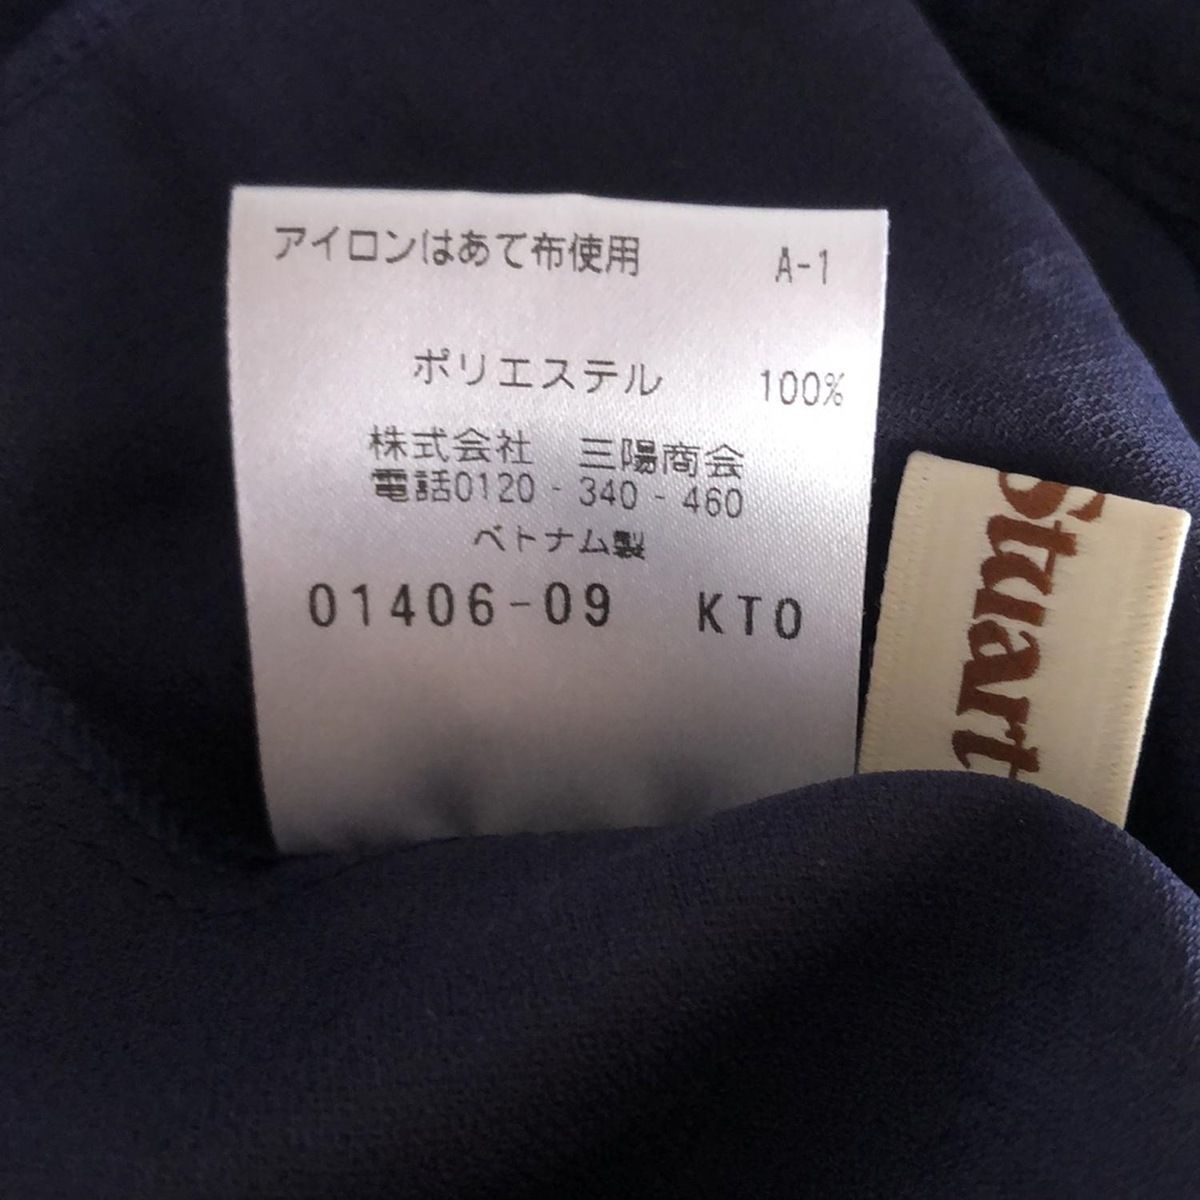 アイロンはあて布使用 A-1
ポリエステル 100%
株式会社 三陽商会
電話0120-340-460
ベトナム製
01406-09 KTO
Stuart